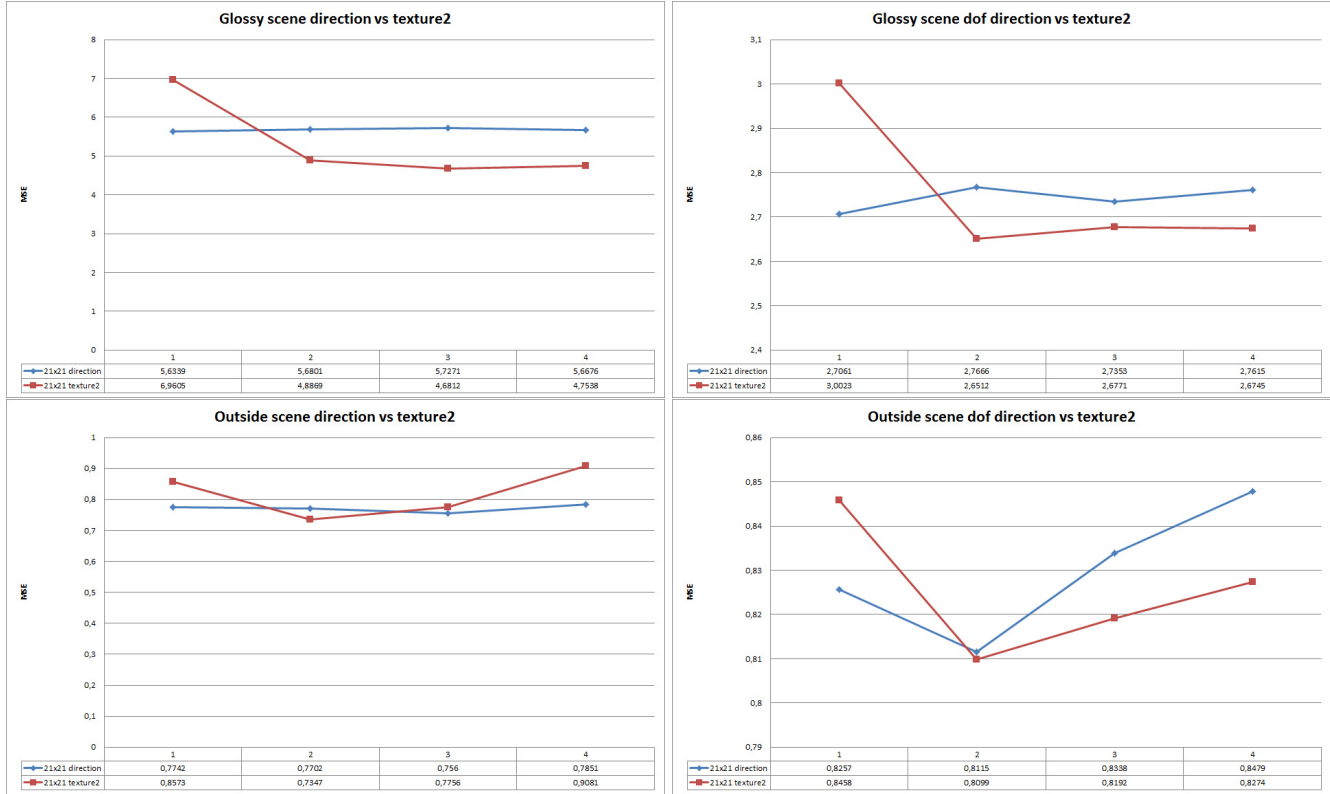 Glossy scene direction vs texture2
8
7
6
5
4
3
2
1
0
MSE
1 2 3 4
21x21 direction 5,6339 5,6801 5,7271 5,6676
21x21 texture2 6,9605 4,8869 4,6812 4,7538
Glossy scene dof direction vs texture2
3,1
3
2,9
2,8
2,7
2,6
2,5
2,4
MSE
1 2 3 4
21x21 direction 2,7061 2,7666 2,7353 2,7615
21x21 texture2 3,0023 2,6512 2,6771 2,6745
Outside scene direction vs texture2
1
0,9
0,8
0,7
0,6
0,5
0,4
0,3
0,2
0,1
0
MSE
1 2 3 4
21x21 direction 0,7742 0,7702 0,756 0,7851
21x21 texture2 0,8573 0,7347 0,7756 0,9081
Outside scene dof direction vs texture2
0,86
0,85
0,84
0,83
0,82
0,81
0,8
0,79
MSE
1 2 3 4
21x21 direction 0,8257 0,8115 0,8338 0,8479
21x21 texture2 0,8458 0,8099 0,8192 0,8274